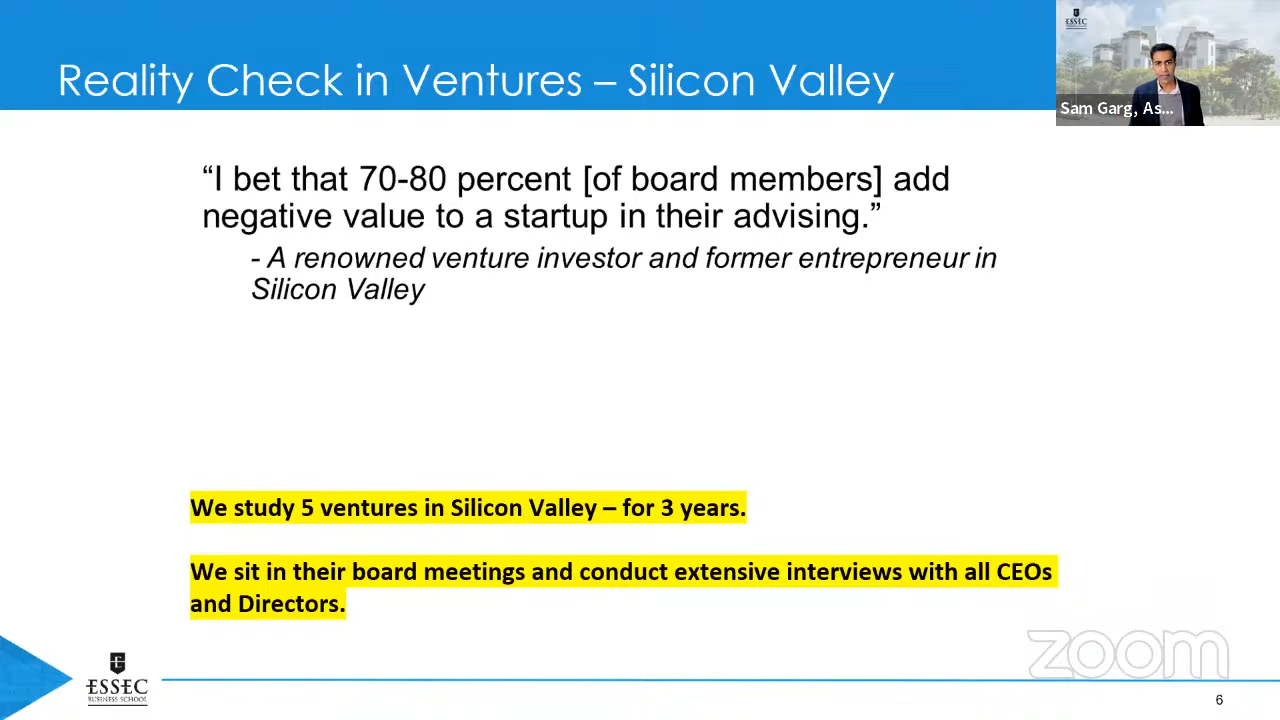 Reality Check in Ventures – Silicon Valley
ESSEC
Sam Garg, As...
“I bet that 70-80 percent [of board members] add
negative value to a startup in their advising.”
- A renowned venture investor and former entrepreneur in
Silicon Valley
We study 5 ventures in Silicon Valley – for 3 years.
We sit in their board meetings and conduct extensive interviews with all CEOs
and Directors.
zoom
ESSEC
BUSINESS SCHOOL
6